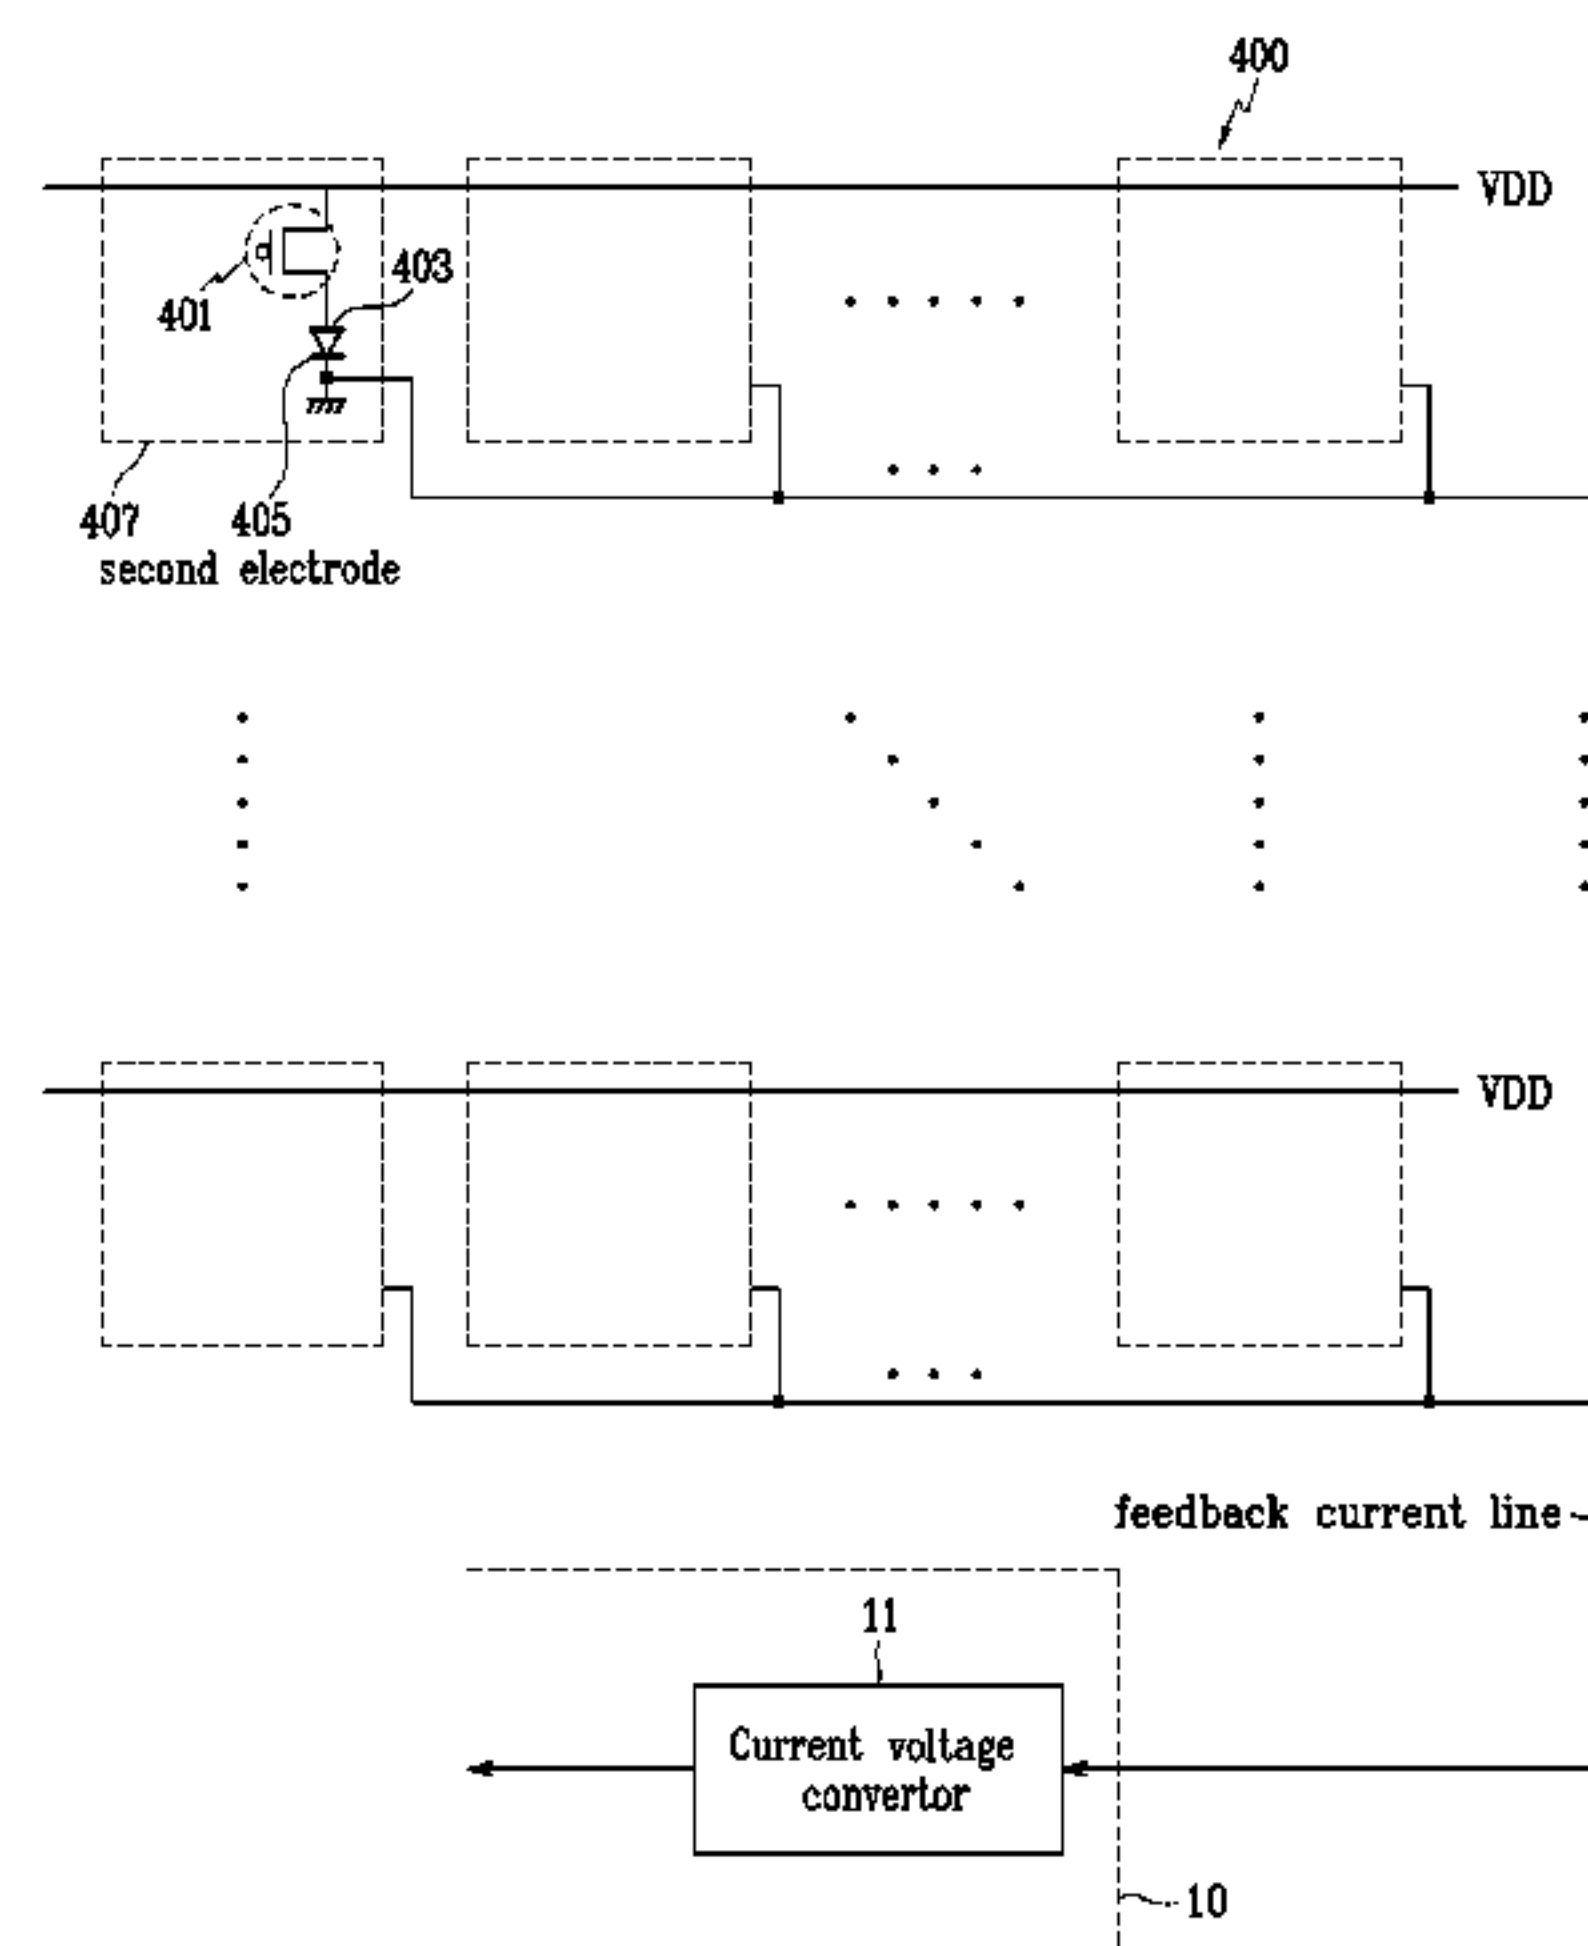 400
VDD
403
401
407
405
second electrode
VDD
feedback current line
11
Current voltage
convertor
10